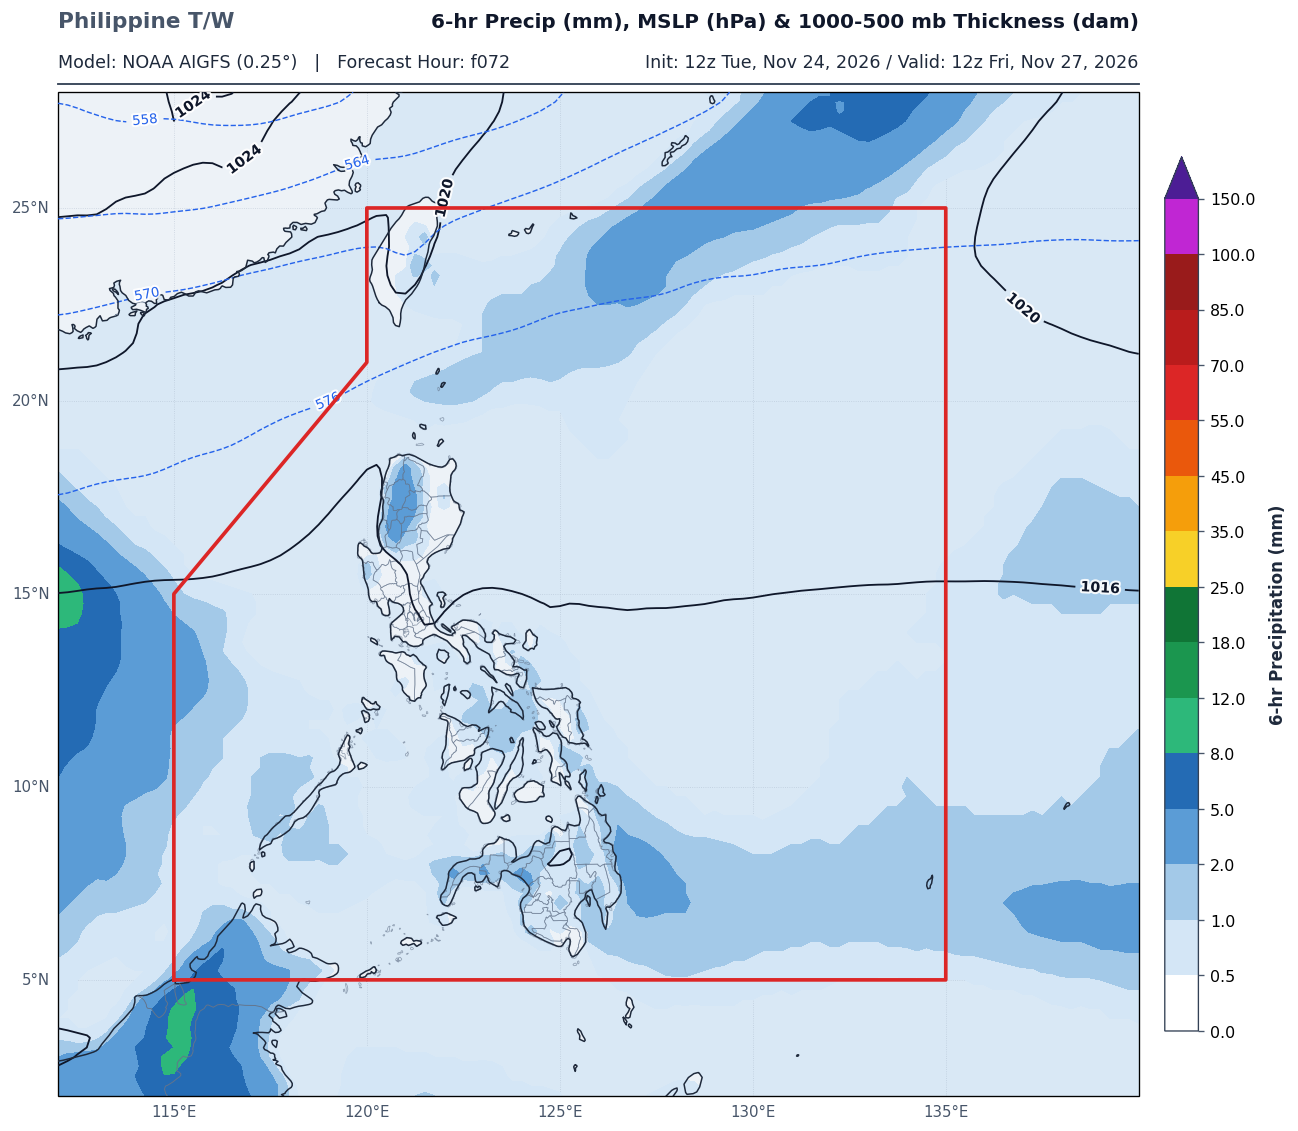 Philippine T/W
6-hr Precip (mm), MSLP (hPa) & 1000-500 mb Thickness (dam)
Model: NOAA AIGFS (0.25°) | Forecast Hour: f072
Init: 12z Tue, Nov 24, 2026 / Valid: 12z Fri, Nov 27, 2026
1024
558
1024
564
1020
25°N
570
1020
576
20°N
15°N
1016
10°N
5°N
115°E
120°E
125°E
130°E
135°E
150.0
100.0
85.0
70.0
55.0
45.0
35.0
25.0
18.0
12.0
8.0
5.0
2.0
1.0
0.5
0.0
6-hr Precipitation (mm)